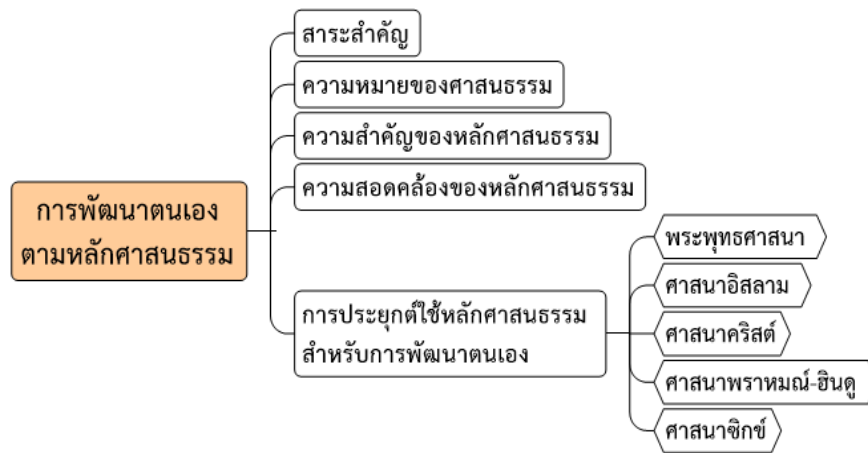 สาระสำคัญ
ความหมายของศาสนธรรม
ความสำคัญของหลักศาสนธรรม
ความสอดคล้องของหลักศาสนธรรม
การพัฒนาตนเอง
ตามหลักศาสนธรรม
การประยุกต์ใช้หลักศาสนธรรม
สำหรับการพัฒนาตนเอง
พระพุทธศาสนา
ศาสนาอิสลาม
ศาสนาคริสต์
ศาสนาพราหมณ์-ฮินดู
ศาสนาซิกข์